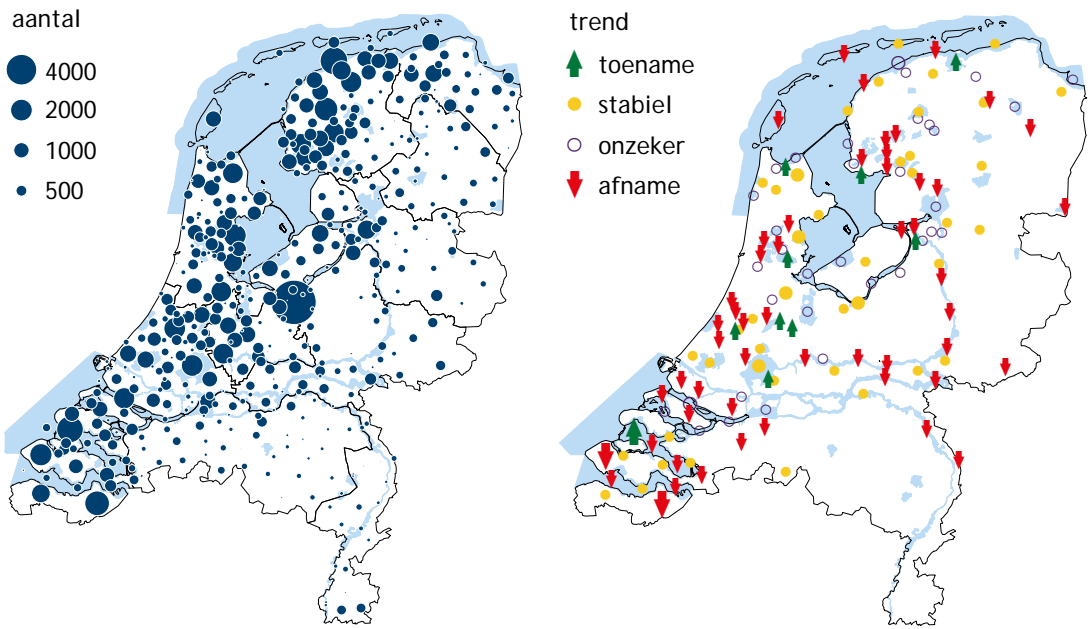 aantal
4000
2000
1000
500
trend
toename
stabiel
onzeker
afname